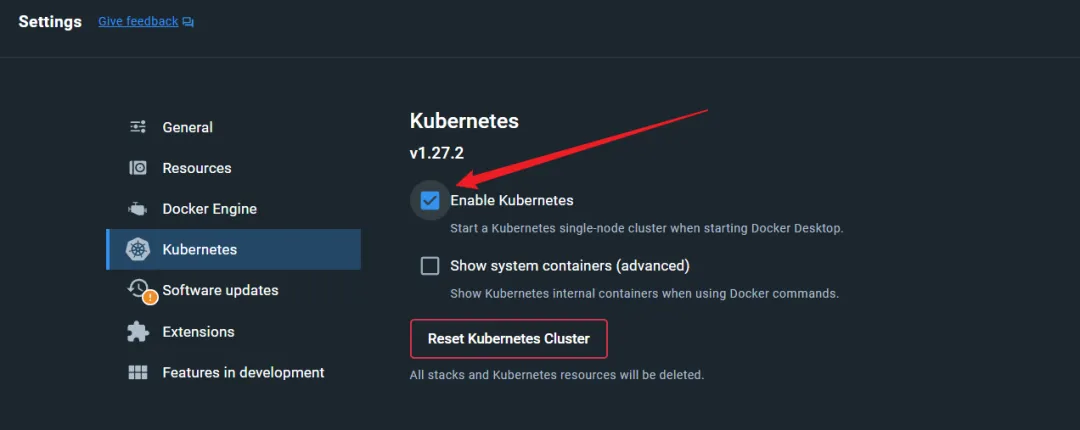 Settings Give feedback
General
Resources
Docker Engine
Kubernetes
Software updates
Extensions
Features in development
Kubernetes
v1.27.2
Enable Kubernetes
Start a Kubernetes single-node cluster when starting Docker Desktop.
Show system containers (advanced)
Show Kubernetes internal containers when using Docker commands.
Reset Kubernetes Cluster
All stacks and Kubernetes resources will be deleted.